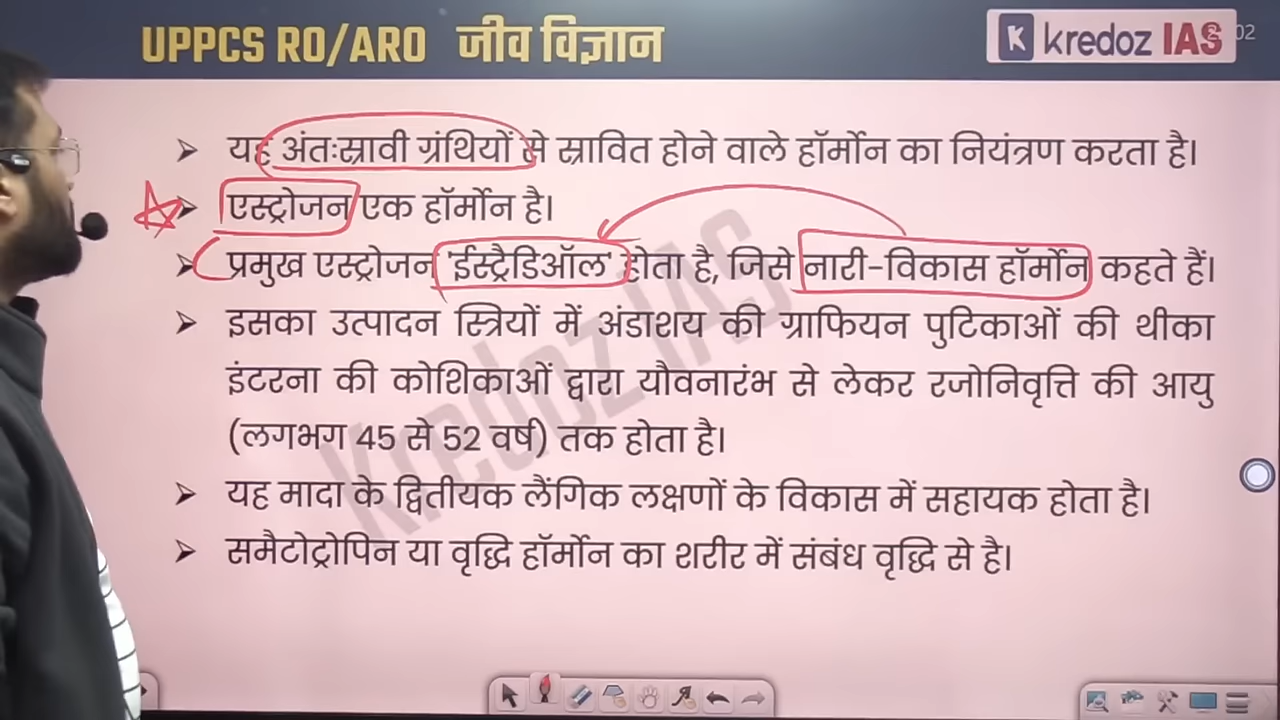 UPPCS RO/ARO जीव विज्ञान
kredoz IAS
➤ यह अंतःस्रावी ग्रंथियों से स्रावित होने वाले हॉर्मोन का नियंत्रण करता है।
➤ एस्ट्रोजन एक हॉर्मोन है।
➤ प्रमुख एस्ट्रोजन 'ईस्ट्रैडिऑल' होता है, जिसे नारी-विकास हॉर्मोन कहते हैं।
➤ इसका उत्पादन स्त्रियों में अंडाशय की ग्राफियन पुटिकाओं की थीका
इंटरना की कोशिकाओं द्वारा यौवनारंभ से लेकर रजोनिवृत्ति की आयु
(लगभग 45 से 52 वर्ष) तक होता है।
➤ यह मादा के द्वितीयक लैंगिक लक्षणों के विकास में सहायक होता है।
➤ समैटोट्रोपिन या वृद्धि हॉर्मोन का शरीर में संबंध वृद्धि से है।
Kredoz IAS